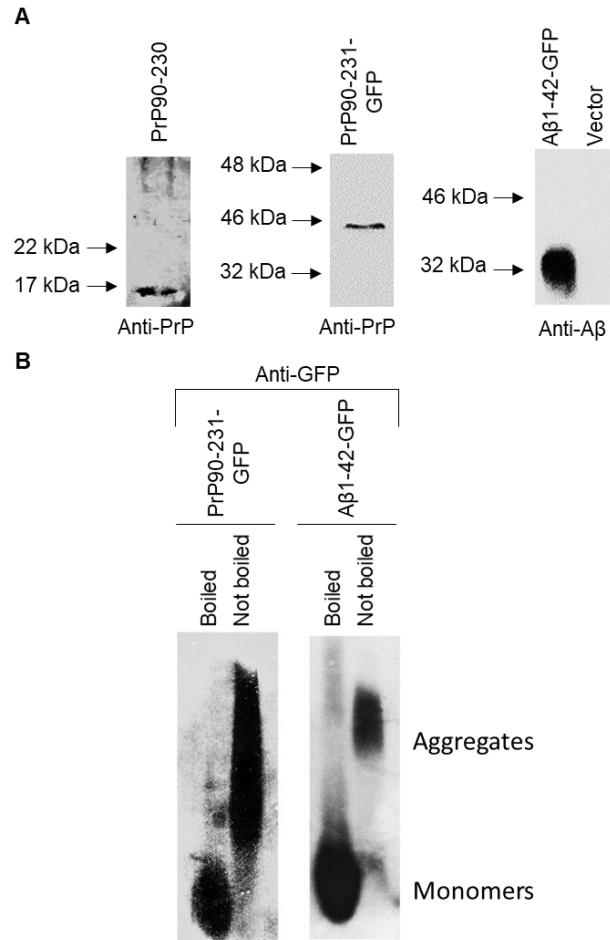 A
PrP90-230
22 kDa
17 kDa
Anti-PrP
PrP90-231-
GFP
48 kDa
46 kDa
32 kDa
Anti-PrP
Aβ1-42-GFP
Vector
46 kDa
32 kDa
Anti-Aβ
B
Anti-GFP
PrP90-231-
GFP
Aβ1-42-GFP
Boiled
Not boiled
Boiled
Not boiled
Aggregates
Monomers